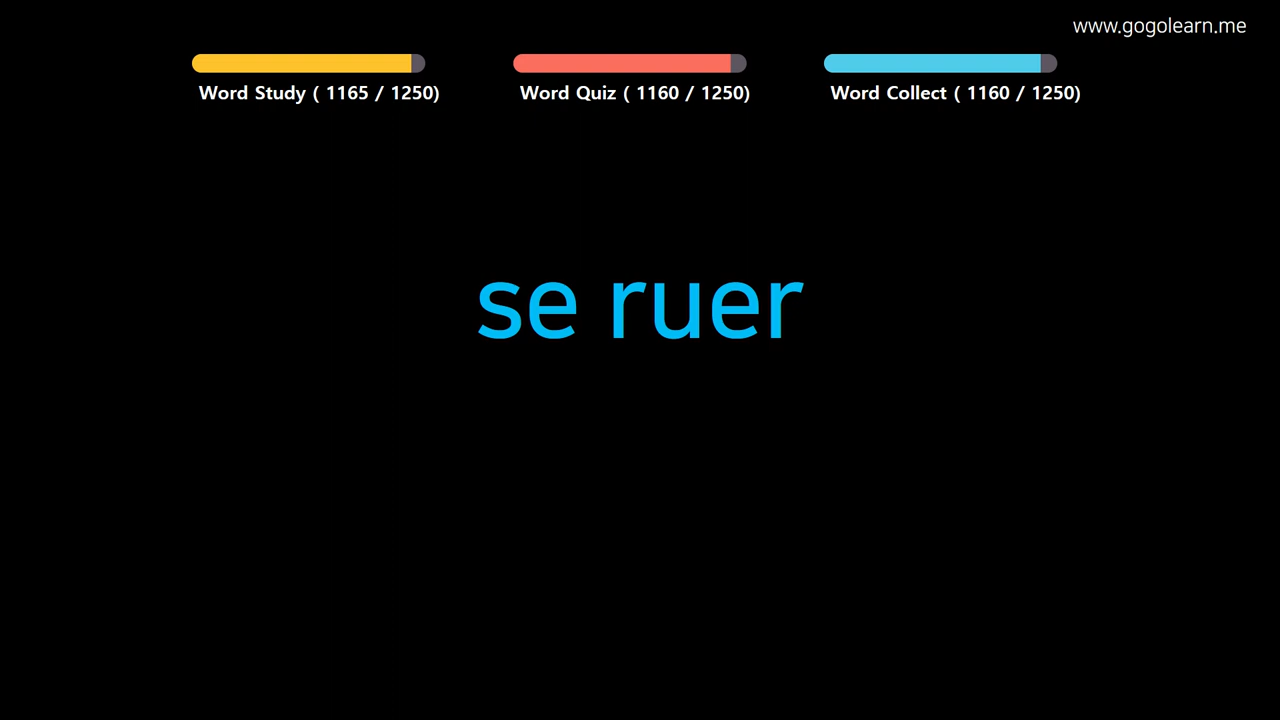 www.gogolearn.me
Word Study ( 1165 / 1250)
Word Quiz ( 1160 / 1250)
Word Collect ( 1160 / 1250)
se ruer